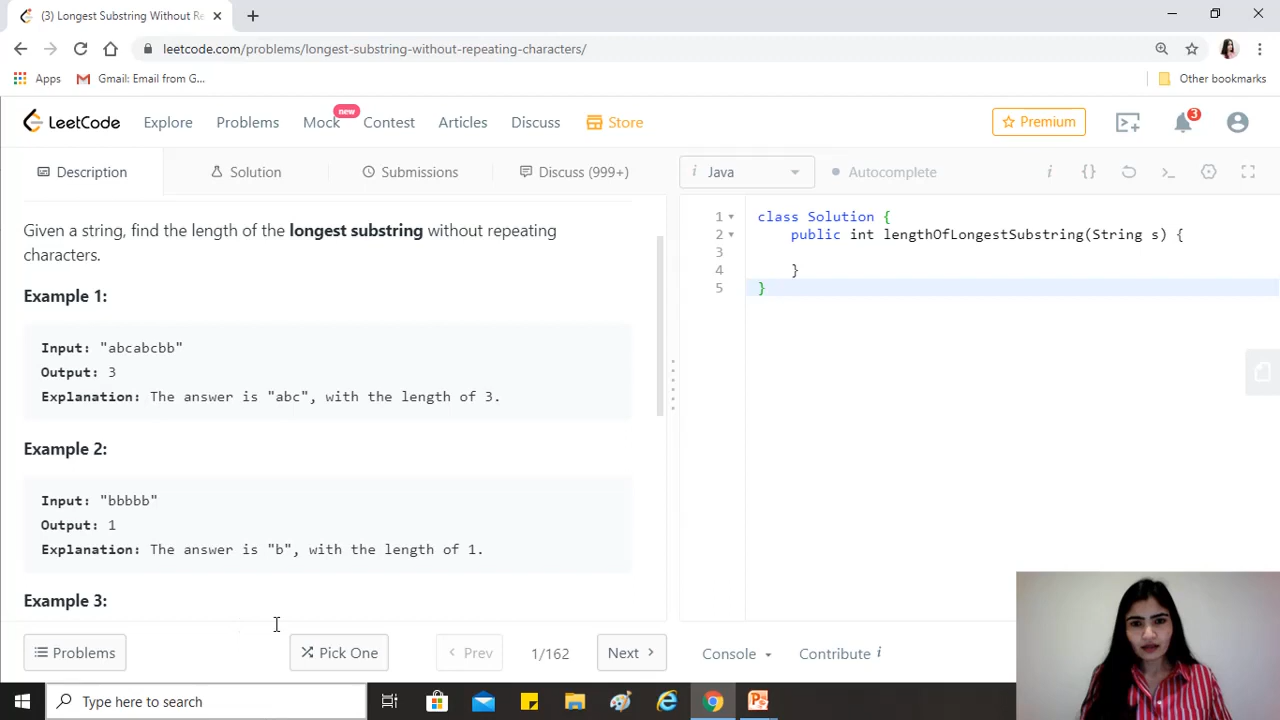 (3) Longest Substring Without Re
leetcode.com/problems/longest-substring-without-repeating-characters/
Apps Gmail: Email from G... Other bookmarks
LeetCode Explore Problems Mock new Contest Articles Discuss Store Premium 3
Description Solution Submissions Discuss (999+) i Java Autocomplete i {}
Given a string, find the length of the longest substring without repeating
characters.
Example 1:
Input: "abcabcbb"
Output: 3
Explanation: The answer is "abc", with the length of 3.
Example 2:
Input: "bbbbb"
Output: 1
Explanation: The answer is "b", with the length of 1.
Example 3:
1 class Solution {
2 public int lengthOfLongestSubstring(String s) {
3
4 }
5 }
Problems Pick One Prev 1/162 Next Console Contribute i
Type here to search